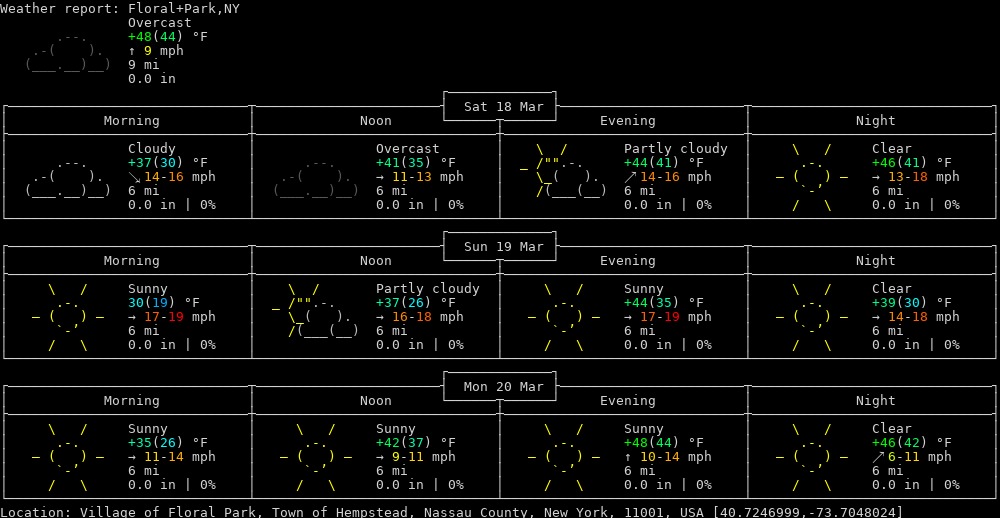 Weather report: Floral+Park,NY
Overcast
+48(44) °F
↑ 9 mph
9 mi
0.0 in
Sat 18 Mar
Morning Noon Evening Night
Cloudy Overcast Partly cloudy Clear
+37(30) °F +41(35) °F +44(41) °F +46(41) °F
↘ 14-16 mph → 11-13 mph ↗ 14-16 mph → 13-18 mph
6 mi 6 mi 6 mi 6 mi
0.0 in | 0% 0.0 in | 0% 0.0 in | 0% 0.0 in | 0%
Sun 19 Mar
Morning Noon Evening Night
Sunny Partly cloudy Sunny Clear
30(19) °F +37(26) °F +44(35) °F +39(30) °F
→ 17-19 mph → 16-18 mph → 17-19 mph → 14-18 mph
6 mi 6 mi 6 mi 6 mi
0.0 in | 0% 0.0 in | 0% 0.0 in | 0% 0.0 in | 0%
Mon 20 Mar
Morning Noon Evening Night
Sunny Sunny Sunny Clear
+35(26) °F +42(37) °F +48(44) °F +46(42) °F
→ 11-14 mph → 9-11 mph ↑ 10-14 mph ↗ 6-11 mph
6 mi 6 mi 6 mi 6 mi
0.0 in | 0% 0.0 in | 0% 0.0 in | 0% 0.0 in | 0%
Location: Village of Floral Park, Town of Hempstead, Nassau County, New York, 11001, USA [40.7246999,-73.7048024]